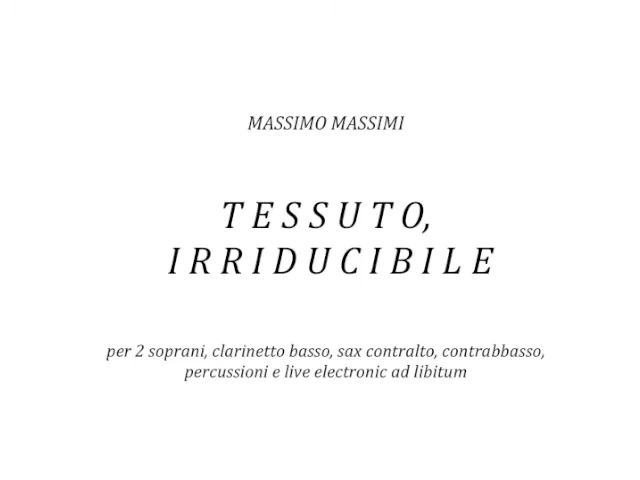 MASSIMO MASSIMI
T E S S U T O,
I R R I D U C I B I L E
per 2 soprani, clarinetto basso, sax contralto, contrabbasso,
percussioni e live electronic ad libitum